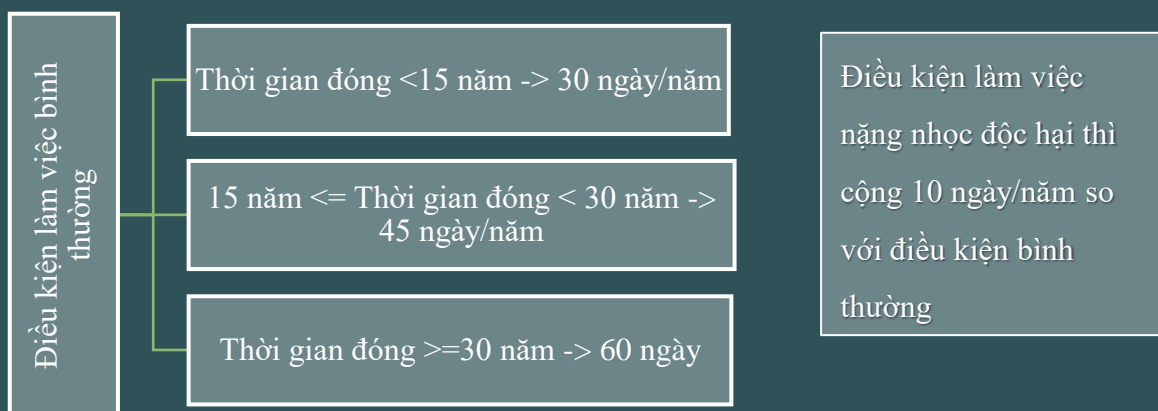 Điều kiện làm việc bình
thường
Thời gian đóng <15 năm -> 30 ngày/năm
15 năm <= Thời gian đóng < 30 năm ->
45 ngày/năm
Thời gian đóng >=30 năm -> 60 ngày
Điều kiện làm việc
nặng nhọc độc hại thì
cộng 10 ngày/năm so
với điều kiện bình
thường